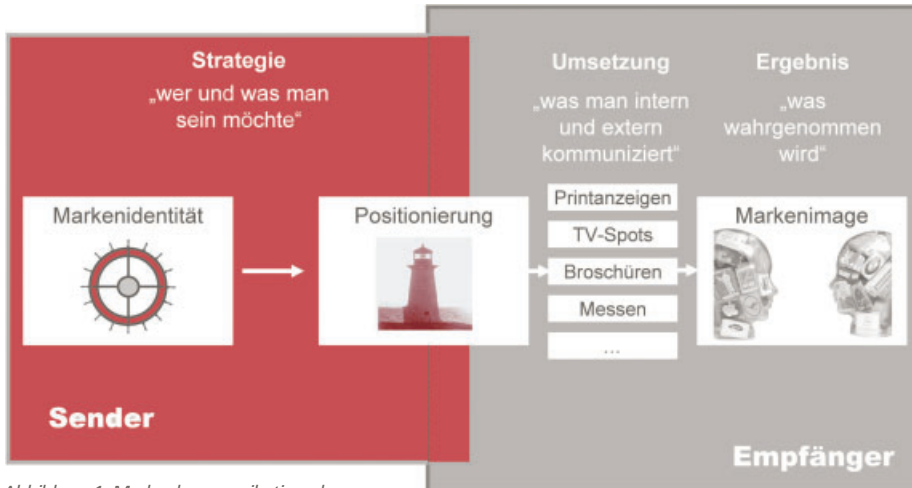 Strategie
„wer und was man
sein möchte“
Umsetzung
„was man intern
und extern
kommuniziert“
Ergebnis
„was
wahrgenommen
wird“
Markenidentität
Positionierung
Printanzeigen
TV-Spots
Broschüren
Messen
...
Markenimage
Sender
Empfänger